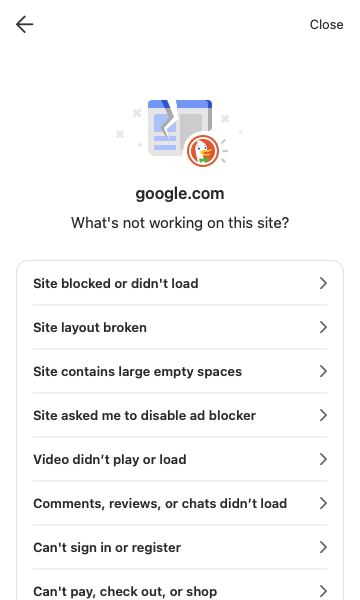 Close
google.com
What's not working on this site?
Site blocked or didn't load
Site layout broken
Site contains large empty spaces
Site asked me to disable ad blocker
Video didn’t play or load
Comments, reviews, or chats didn’t load
Can't sign in or register
Can't pay, check out, or shop